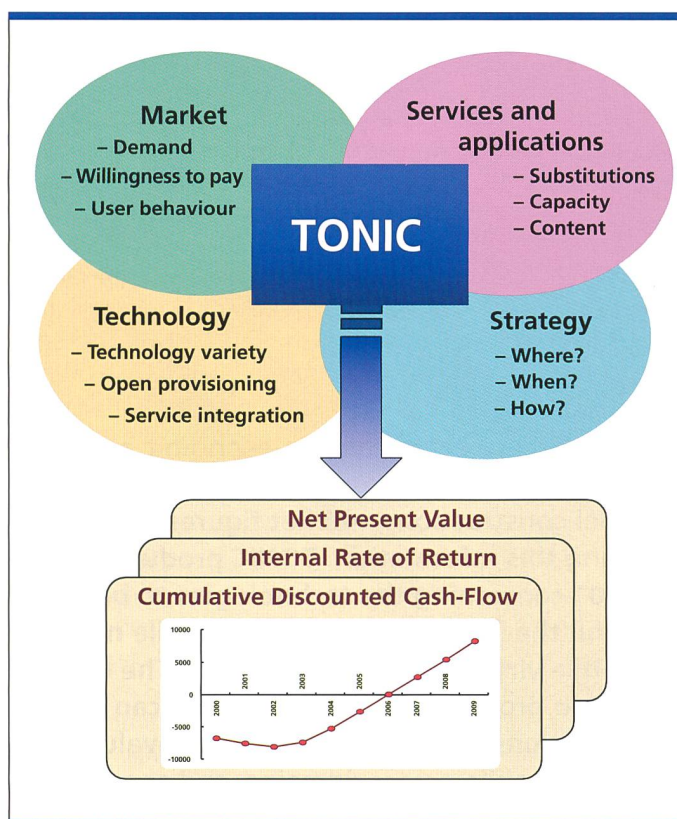 Market
– Demand
– Willingness to pay
– User behaviour
Services and
applications
– Substitutions
– Capacity
– Content
TONIC
Technology
– Technology variety
– Open provisioning
– Service integration
Strategy
– Where?
– When?
– How?
Net Present Value
Internal Rate of Return
Cumulative Discounted Cash-Flow
10000
5000
0
-5000
-10000
2000
2001
2002
2003
2004
2005
2006
2007
2008
2009